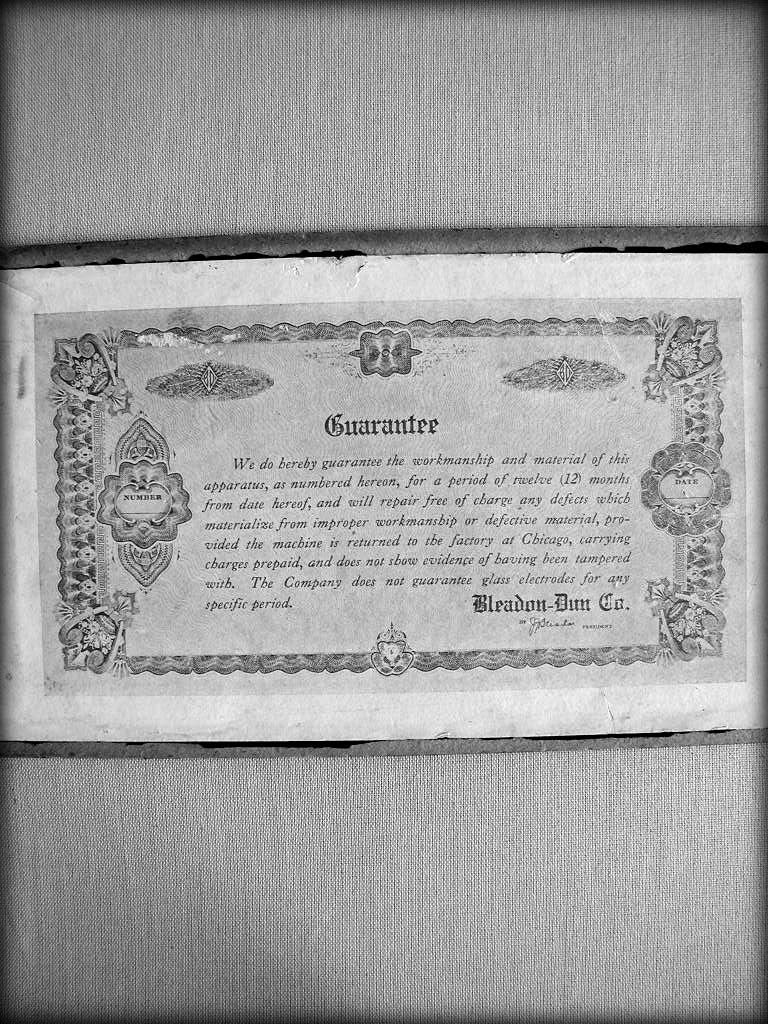 Guarantee
NUMBER
DATE
We do hereby guarantee the workmanship and material of this
apparatus, as numbered hereon, for a period of twelve (12) months
from date hereof, and will repair free of charge any defects which
materialize from improper workmanship or defective material, pro-
vided the machine is returned to the factory at Chicago, carrying
charges prepaid, and does not show evidence of having been tampered
with. The Company does not guarantee glass electrodes for any
specific period.
Bleadon-Dun Co.
BY PRESIDENT